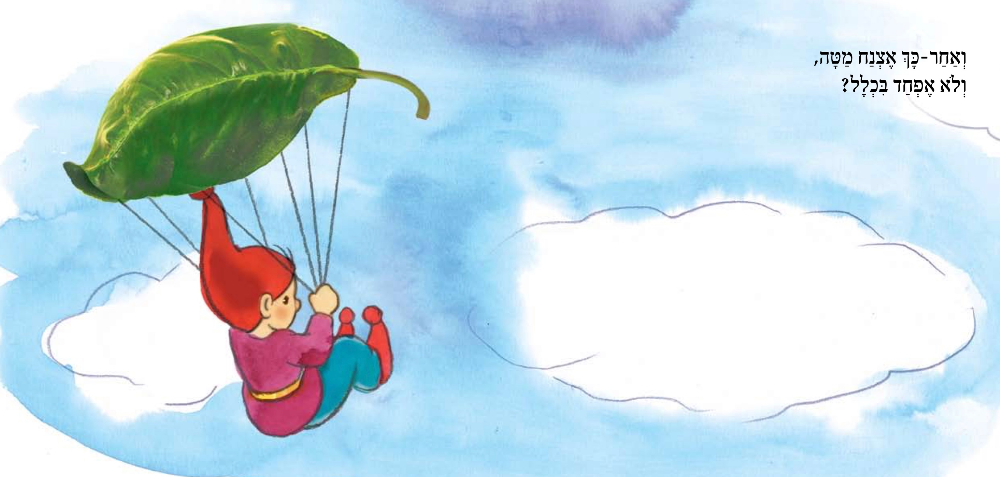 וְאַחַר-כָּךְ אֶצְנַח מַטָּה,
וְלֹא אֶפְחַד בִּכְלָל?